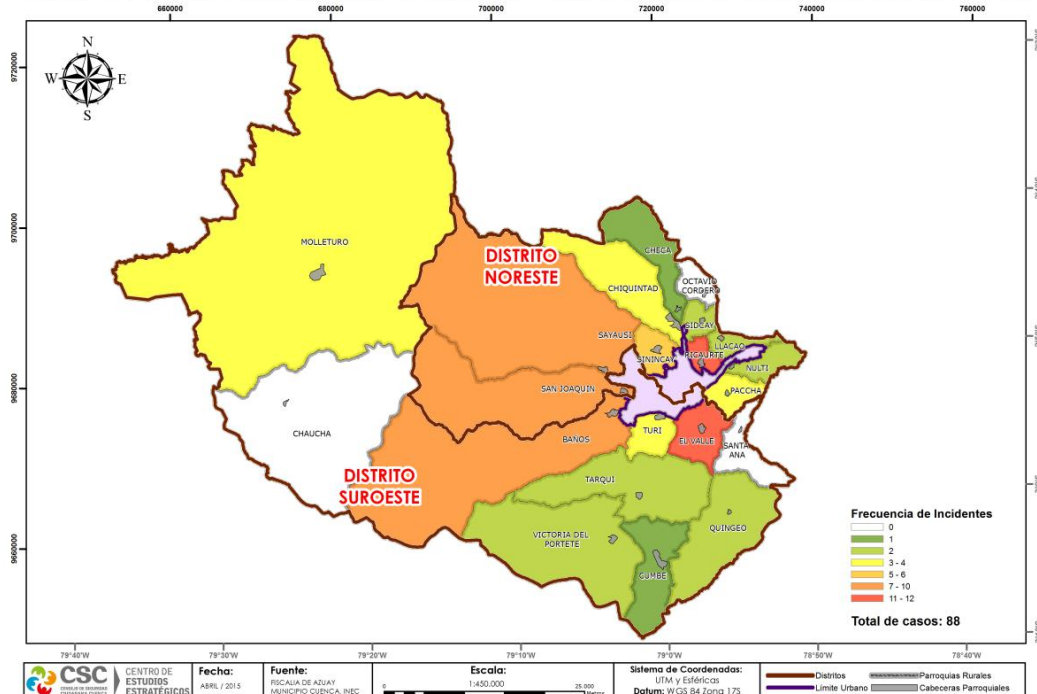 660000
680000
700000
720000
740000
760000
9720000
9700000
9680000
9660000
N
W
E
S
MOLLETURO
DISTRITO
NORESTE
CHECA
CHIQUINTAD
OCTAVIO
CORDERO
SIDCAY
SAYAUSI
SININCAY
RICAURTE
LLACAO
NULTI
SAN JOAQUIN
PACCHA
CHAUCHA
BAÑOS
TURI
EL VALLE
SANTA
ANA
DISTRITO
SUROESTE
TARQUI
VICTORIA DEL
PORTETE
QUINGEO
CUMBE
Frecuencia de Incidentes
0
1
2
3 - 4
5 - 6
7 - 10
11 - 12
Total de casos: 88
79°40'W
79°30'W
79°20'W
79°10'W
79°0'W
78°50'W
78°40'W
CSC
CENTRO DE
ESTUDIOS
ESTRATÉGICOS
Fecha:
ABRIL / 2015
Fuente:
FISCALIA DE AZUAY
MUNICIPIO CUENCA, INEC
Escala:
1:450.000
0
25.000
Sistema de Coordenadas:
UTM y Esféricas
Datum: WGS 84 Zona 17S
Distritos
Parroquias Rurales
Limite Urbano
Cabeceras Parroquiales